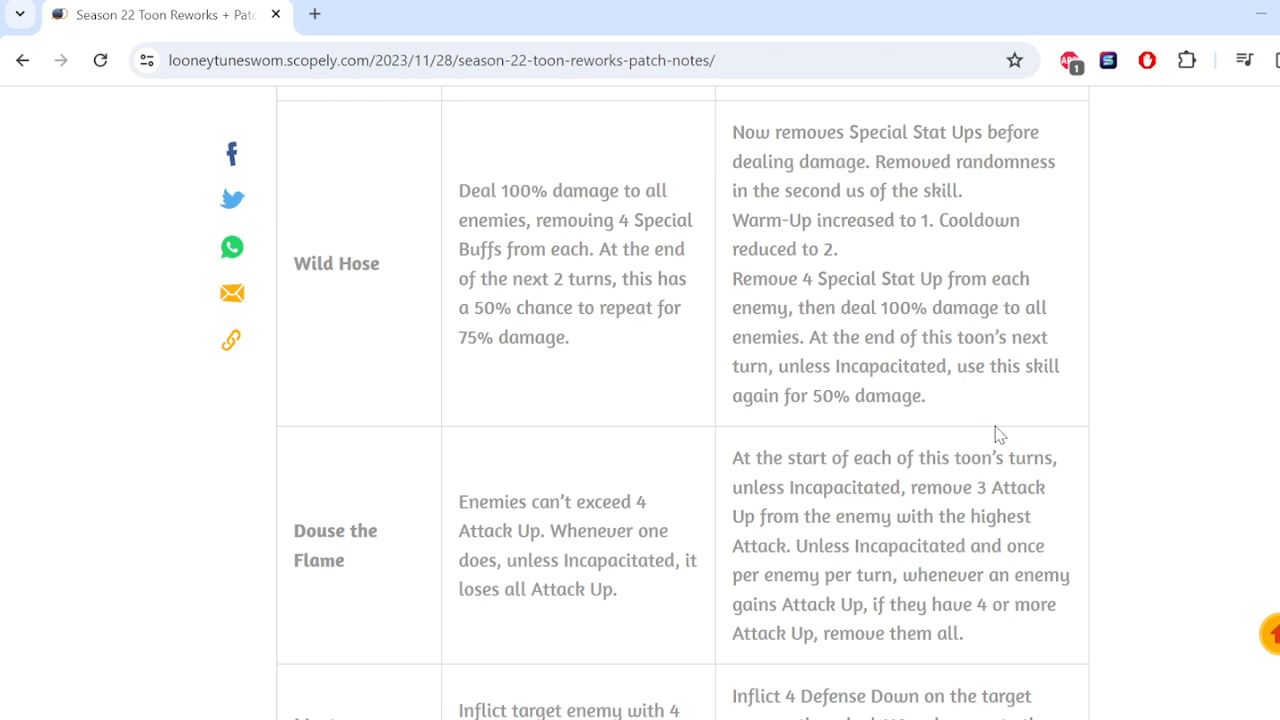 Season 22 Toon Reworks + Patc
looneytuneswom.scopely.com/2023/11/28/season-22-toon-reworks-patch-notes/
1
Wild Hose
Deal 100% damage to all
enemies, removing 4 Special
Buffs from each. At the end
of the next 2 turns, this has
a 50% chance to repeat for
75% damage.
Now removes Special Stat Ups before
dealing damage. Removed randomness
in the second us of the skill.
Warm-Up increased to 1. Cooldown
reduced to 2.
Remove 4 Special Stat Up from each
enemy, then deal 100% damage to all
enemies. At the end of this toon's next
turn, unless Incapacitated, use this skill
again for 50% damage.
Douse the
Flame
Enemies can't exceed 4
Attack Up. Whenever one
does, unless Incapacitated, it
loses all Attack Up.
At the start of each of this toon's turns,
unless Incapacitated, remove 3 Attack
Up from the enemy with the highest
Attack. Unless Incapacitated and once
per enemy per turn, whenever an enemy
gains Attack Up, if they have 4 or more
Attack Up, remove them all.
Inflict target enemy with 4
Inflict 4 Defense Down on the target